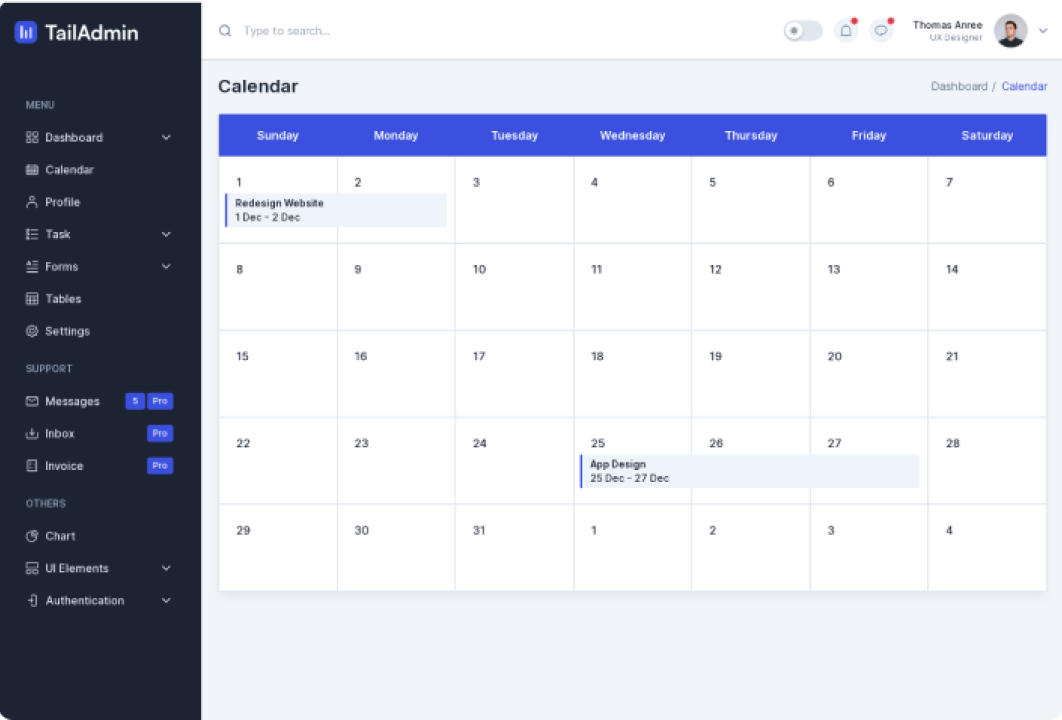 TailAdmin
Type to search...
Thomas Anree
UX Designer
MENU
Dashboard
Calendar
Profile
Task
Forms
Tables
Settings
SUPPORT
Messages 5 Pro
Inbox Pro
Invoice Pro
OTHERS
Chart
UI Elements
Authentication
Calendar
Dashboard / Calendar
Sunday Monday Tuesday Wednesday Thursday Friday Saturday
1 2 3 4 5 6 7
Redesign Website
1 Dec - 2 Dec
8 9 10 11 12 13 14
15 16 17 18 19 20 21
22 23 24 25 26 27 28
App Design
25 Dec - 27 Dec
29 30 31 1 2 3 4